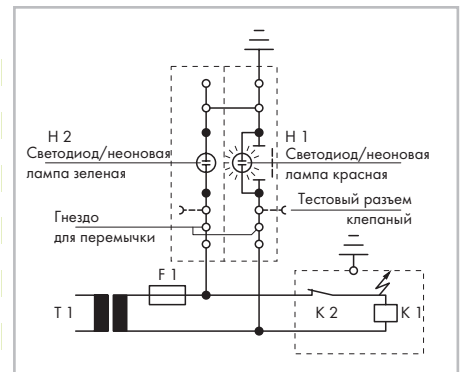 H 2
Светодиод/неоновая
лампа зеленая
H 1
Светодиод/неоновая
лампа красная
Гнездо
для перемычки
Тестовый разъем
клепаный
F 1
T 1
K 2
K 1